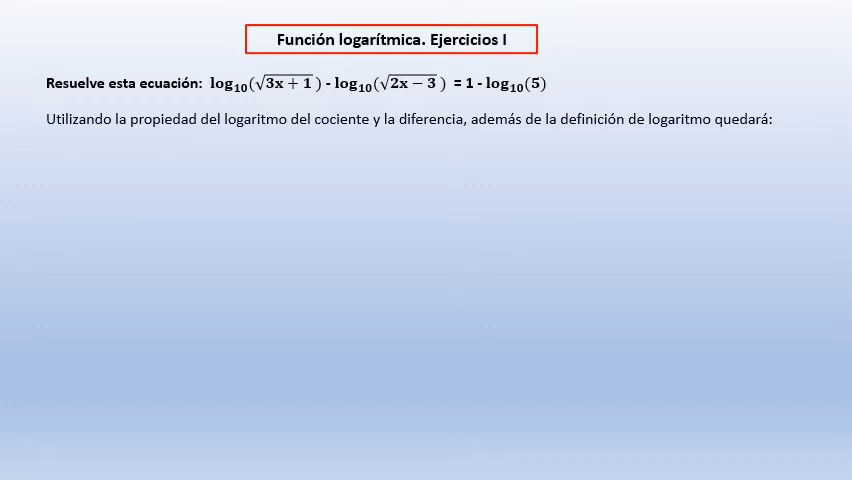 Función logarítmica. Ejercicios I
Resuelve esta ecuación: log₁₀(√3x + 1 ) - log₁₀(√2x − 3 ) = 1 - log₁₀(5)
Utilizando la propiedad del logaritmo del cociente y la diferencia, además de la definición de logaritmo quedará: